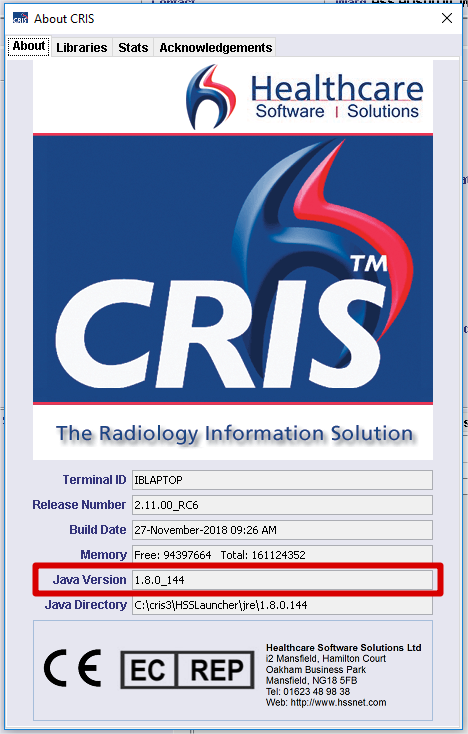 About CRIS
About Libraries Stats Acknowledgements
Healthcare
Software | Solutions
CRIS™
The Radiology Information Solution
Terminal ID IBLAPTOP
Release Number 2.11.00_RC6
Build Date 27-November-2018 09:26 AM
Memory Free: 94397664 Total: 161124352
Java Version 1.8.0_144
Java Directory C:\cris3\HSSLauncher\jre\1.8.0.144
CE
EC REP
Healthcare Software Solutions Ltd
i2 Mansfield, Hamilton Court
Oakham Business Park
Mansfield, NG18 5FB
Tel: 01623 48 98 38
Web: http://www.hssnet.com